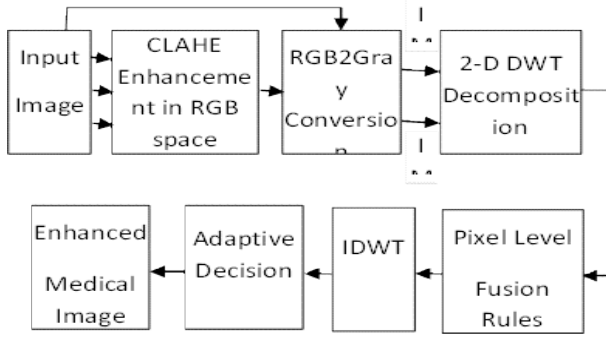 Input
Image
CLAHE
Enhanceme
nt in RGB
space
RGB2Gra
y
Conversio
n
2-D DWT
Decomposit
ion
Enhanced
Medical
Image
Adaptive
Decision
IDWT
Pixel Level
Fusion
Rules